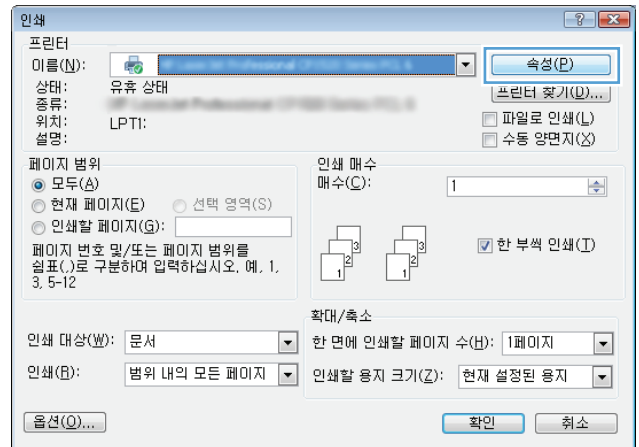 인쇄
프린터
이름(N):
속성(P)
상태: 유휴 상태
프린터 찾기(D)...
종류:
위치: LPT1:
파일로 인쇄(L)
설명:
수동 양면지(X)
페이지 범위
모두(A)
현재 페이지(E) 선택 영역(S)
인쇄할 페이지(G):
페이지 번호 및/또는 페이지 범위를
쉼표(,)로 구분하여 입력하십시오. 예, 1,
3, 5-12
인쇄 매수
매수(C): 1
3 3
2 2
1 1
한 부씩 인쇄(T)
인쇄 대상(W): 문서
인쇄(R): 범위 내의 모든 페이지
확대/축소
한 면에 인쇄할 페이지 수(H): 1페이지
인쇄할 용지 크기(Z): 현재 설정된 용지
옵션(O)...
확인 취소